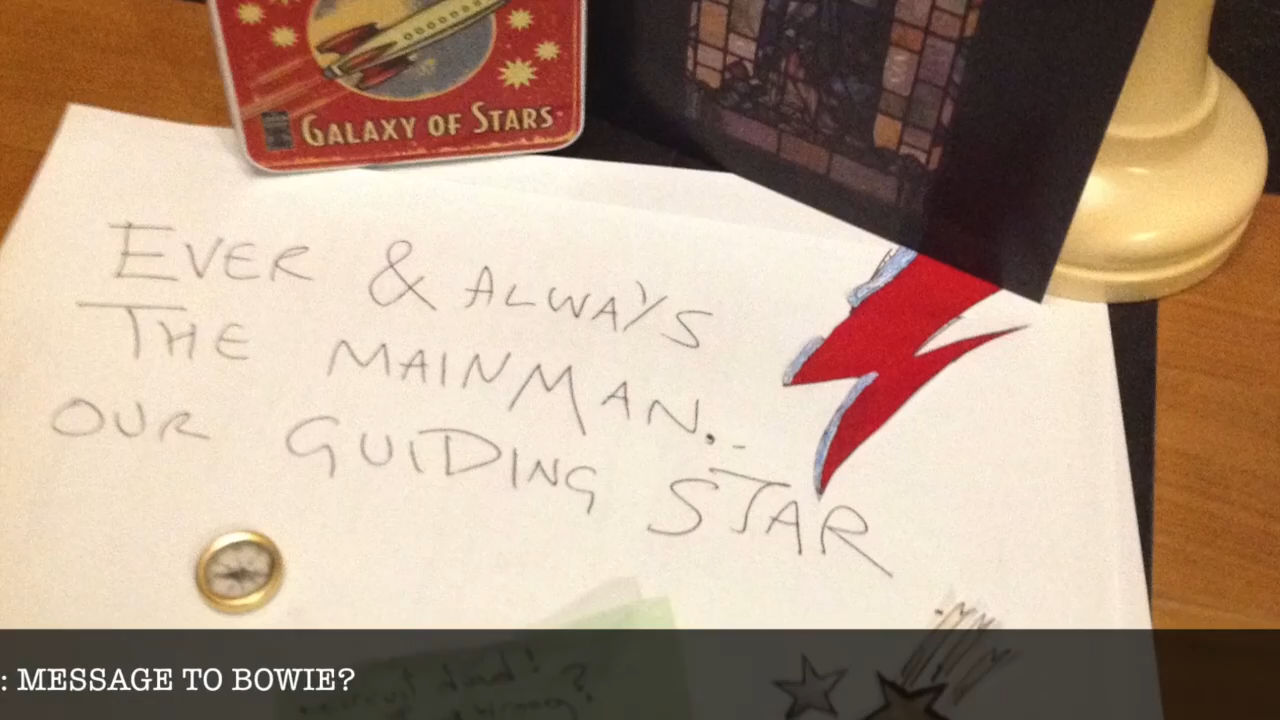 GALAXY OF STARS
EVER & ALWAYS
THE MAINMAN..
OUR GUIDING STAR
: MESSAGE TO BOWIE?